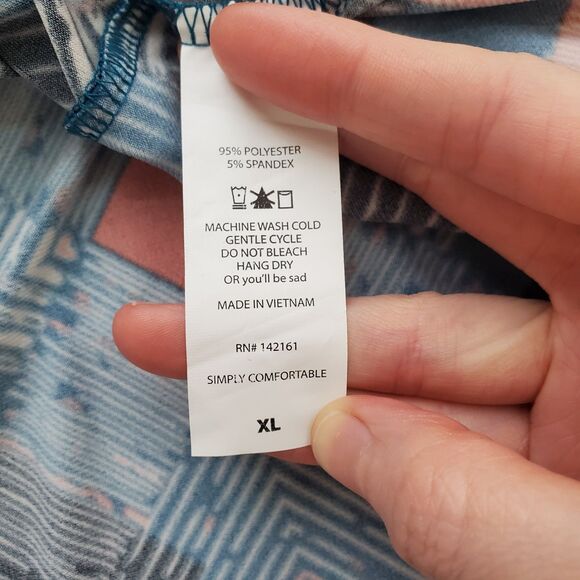 95% POLYESTER
5% SPANDEX
MACHINE WASH COLD
GENTLE CYCLE
DO NOT BLEACH
HANG DRY
OR you'll be sad
MADE IN VIETNAM
RN# 142161
SIMPLY COMFORTABLE
XL